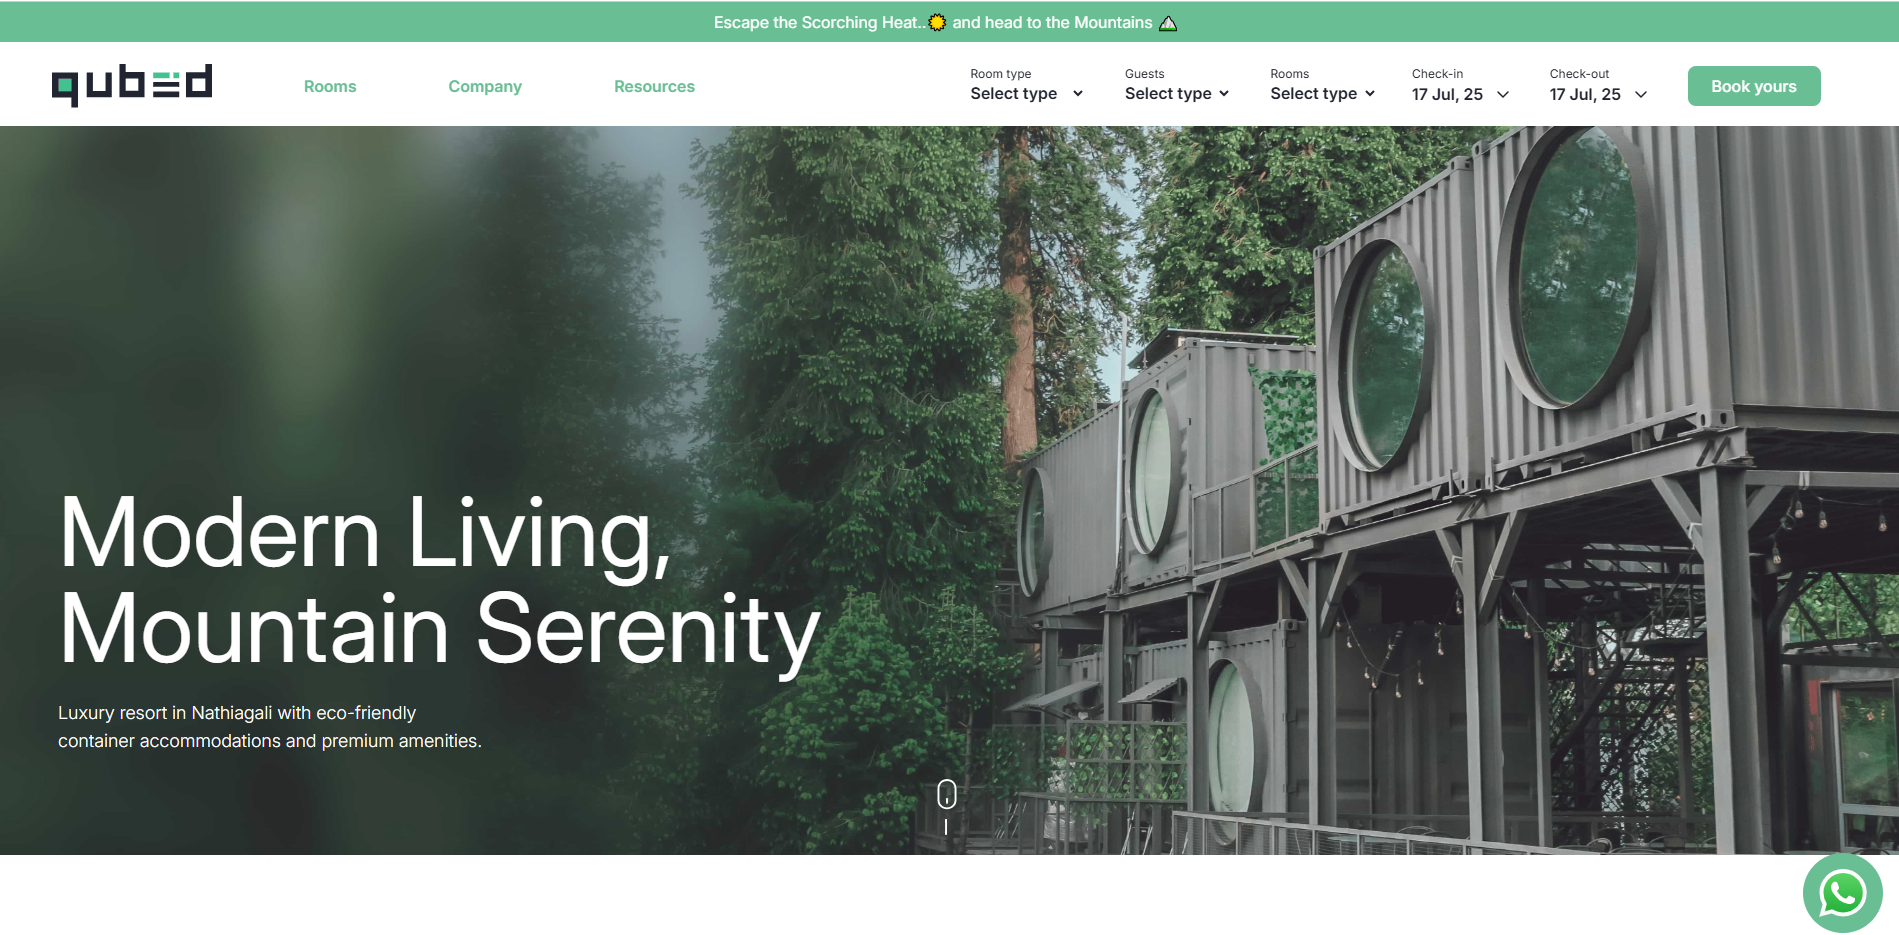 Escape the Scorching Heat..☀️ and head to the Mountains 🏔️
qubed
Rooms
Company
Resources
Room type
Select type
Guests
Select type
Rooms
Select type
Check-in
17 Jul, 25
Check-out
17 Jul, 25
Book yours
Modern Living,
Mountain Serenity
Luxury resort in Nathiagali with eco-friendly
container accommodations and premium amenities.